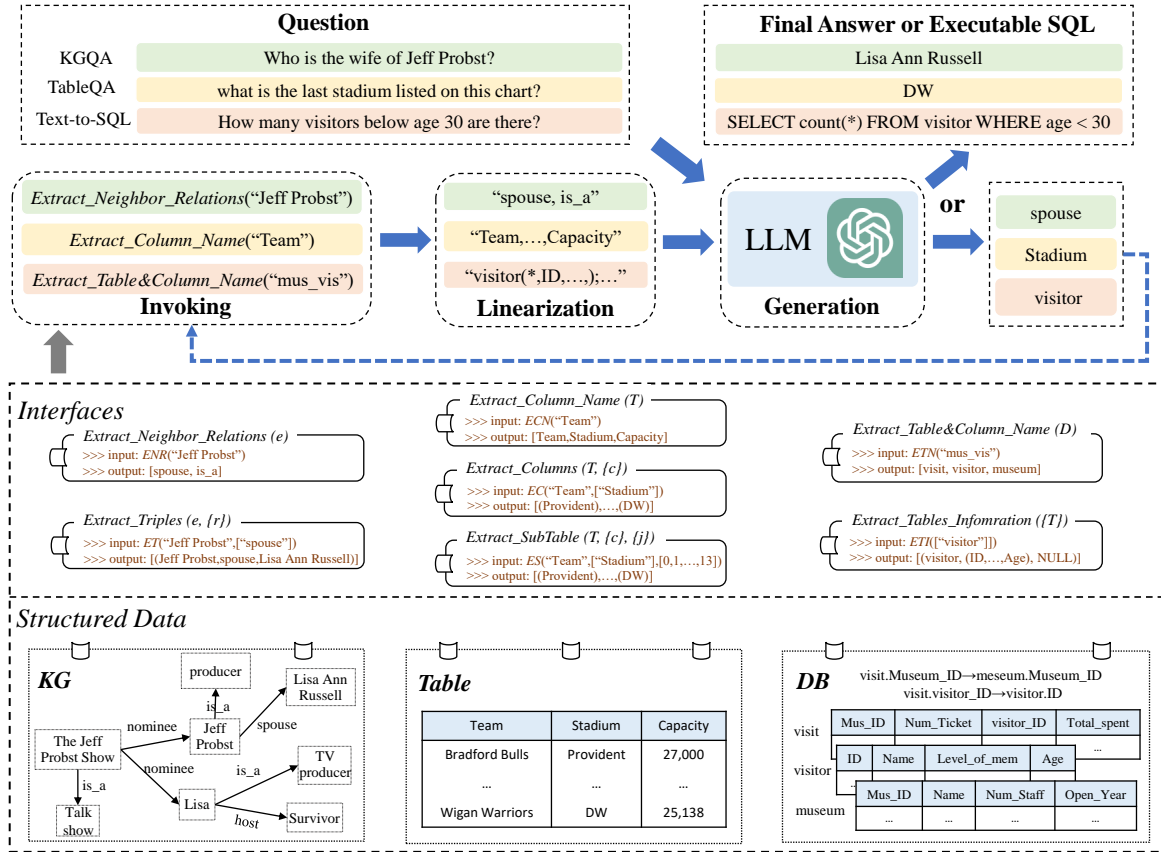 Question
KGQA
Who is the wife of Jeff Probst?
TableQA
what is the last stadium listed on this chart?
Text-to-SQL
How many visitors below age 30 are there?
Final Answer or Executable SQL
Lisa Ann Russell
DW
SELECT count(*) FROM visitor WHERE age < 30
Extract_Neighbor_Relations(“Jeff Probst”)
Extract_Column_Name(“Team”)
Extract_Table&Column_Name(“mus_vis”)
Invoking
“spouse, is_a”
“Team,…,Capacity”
“visitor(*,ID,…,);…”
Linearization
LLM
Generation
or
spouse
Stadium
visitor
Interfaces
Extract_Neighbor_Relations (e)
>>> input: ENR(“Jeff Probst”)
>>> output: [spouse, is_a]
Extract_Triples (e, {r})
>>> input: ET(“Jeff Probst”,[“spouse”])
>>> output: [(Jeff Probst,spouse,Lisa Ann Russell)]
Extract_Column_Name (T)
>>> input: ECN(“Team”)
>>> output: [Team,Stadium,Capacity]
Extract_Columns (T, {c})
>>> input: EC(“Team”,[“Stadium”])
>>> output: [(Provident),…,(DW)]
Extract_SubTable (T, {c}, {j})
>>> input: ES(“Team”,[“Stadium”],[0,1,…,13])
>>> output: [(Provident),…,(DW)]
Extract_Table&Column_Name (D)
>>> input: ETN(“mus_vis”)
>>> output: [visit, visitor, museum]
Extract_Tables_Infomration ({T})
>>> input: ETI([“visitor”]])
>>> output: [(visitor, (ID,…,Age), NULL)]
Structured Data
KG
producer
Lisa Ann
Russell
is_a
nominee
Jeff
Probst
spouse
The Jeff
Probst Show
nominee
is_a
TV
producer
is_a
Lisa
host
Survivor
Talk
show
Table
Team Stadium Capacity
Bradford Bulls Provident 27,000
… … …
Wigan Warriors DW 25,138
DB
visit.Museum_ID→meseum.Museum_ID
visit.visitor_ID→visitor.ID
visit
Mus_ID Num_Ticket visitor_ID Total_spent
…
visitor
ID Name Level_of_mem Age
…
museum
Mus_ID Name Num_Staff Open_Year
… … … …